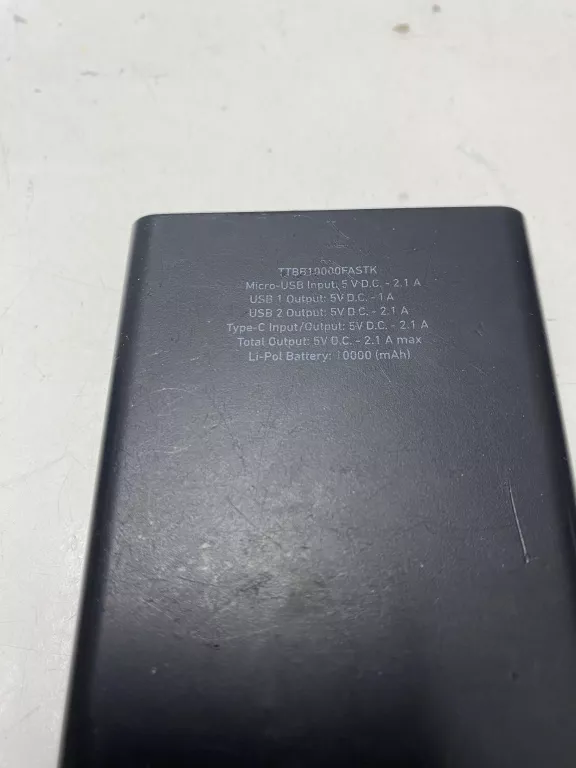 TTBB10000FASTK
Micro-USB Input: 5 V D.C. - 2.1 A
USB 1 Output: 5V D.C. - 1A
USB 2 Output: 5V D.C. - 2.1 A
Type-C Input/Output: 5V D.C. - 2.1 A
Total Output: 5V D.C. - 2.1 A max
Li-Pol Battery: 10000 (mAh)